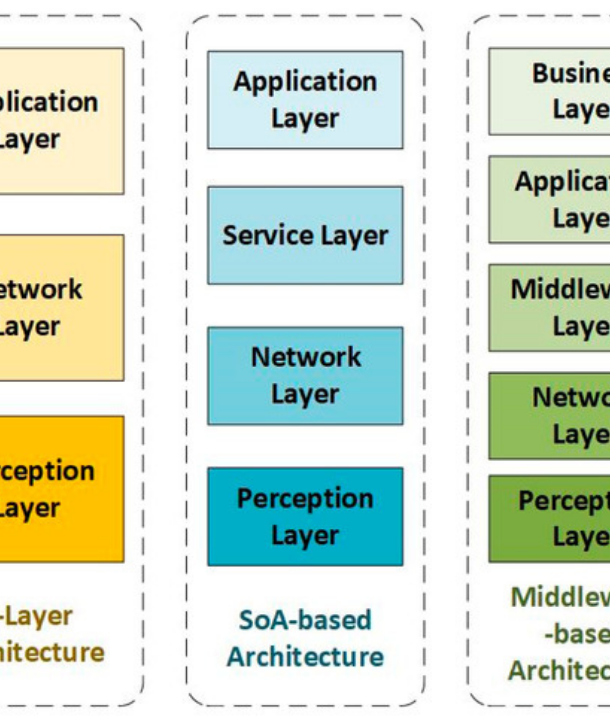 plication
Layer
etwork
Layer
rception
Layer
-Layer
hitecture
Application
Layer
Service Layer
Network
Layer
Perception
Layer
SoA-based
Architecture
Busine
Laye
Applica
Laye
Middlew
Laye
Netwo
Laye
Percept
Laye
Middlew
-base
Architec